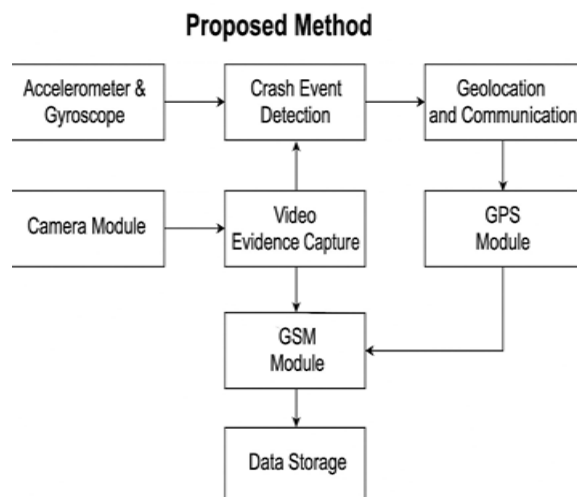 Proposed Method
Accelerometer &
Gyroscope
Crash Event
Detection
Geolocation
and Communication
Camera Module
Video
Evidence Capture
GPS
Module
GSM
Module
Data Storage